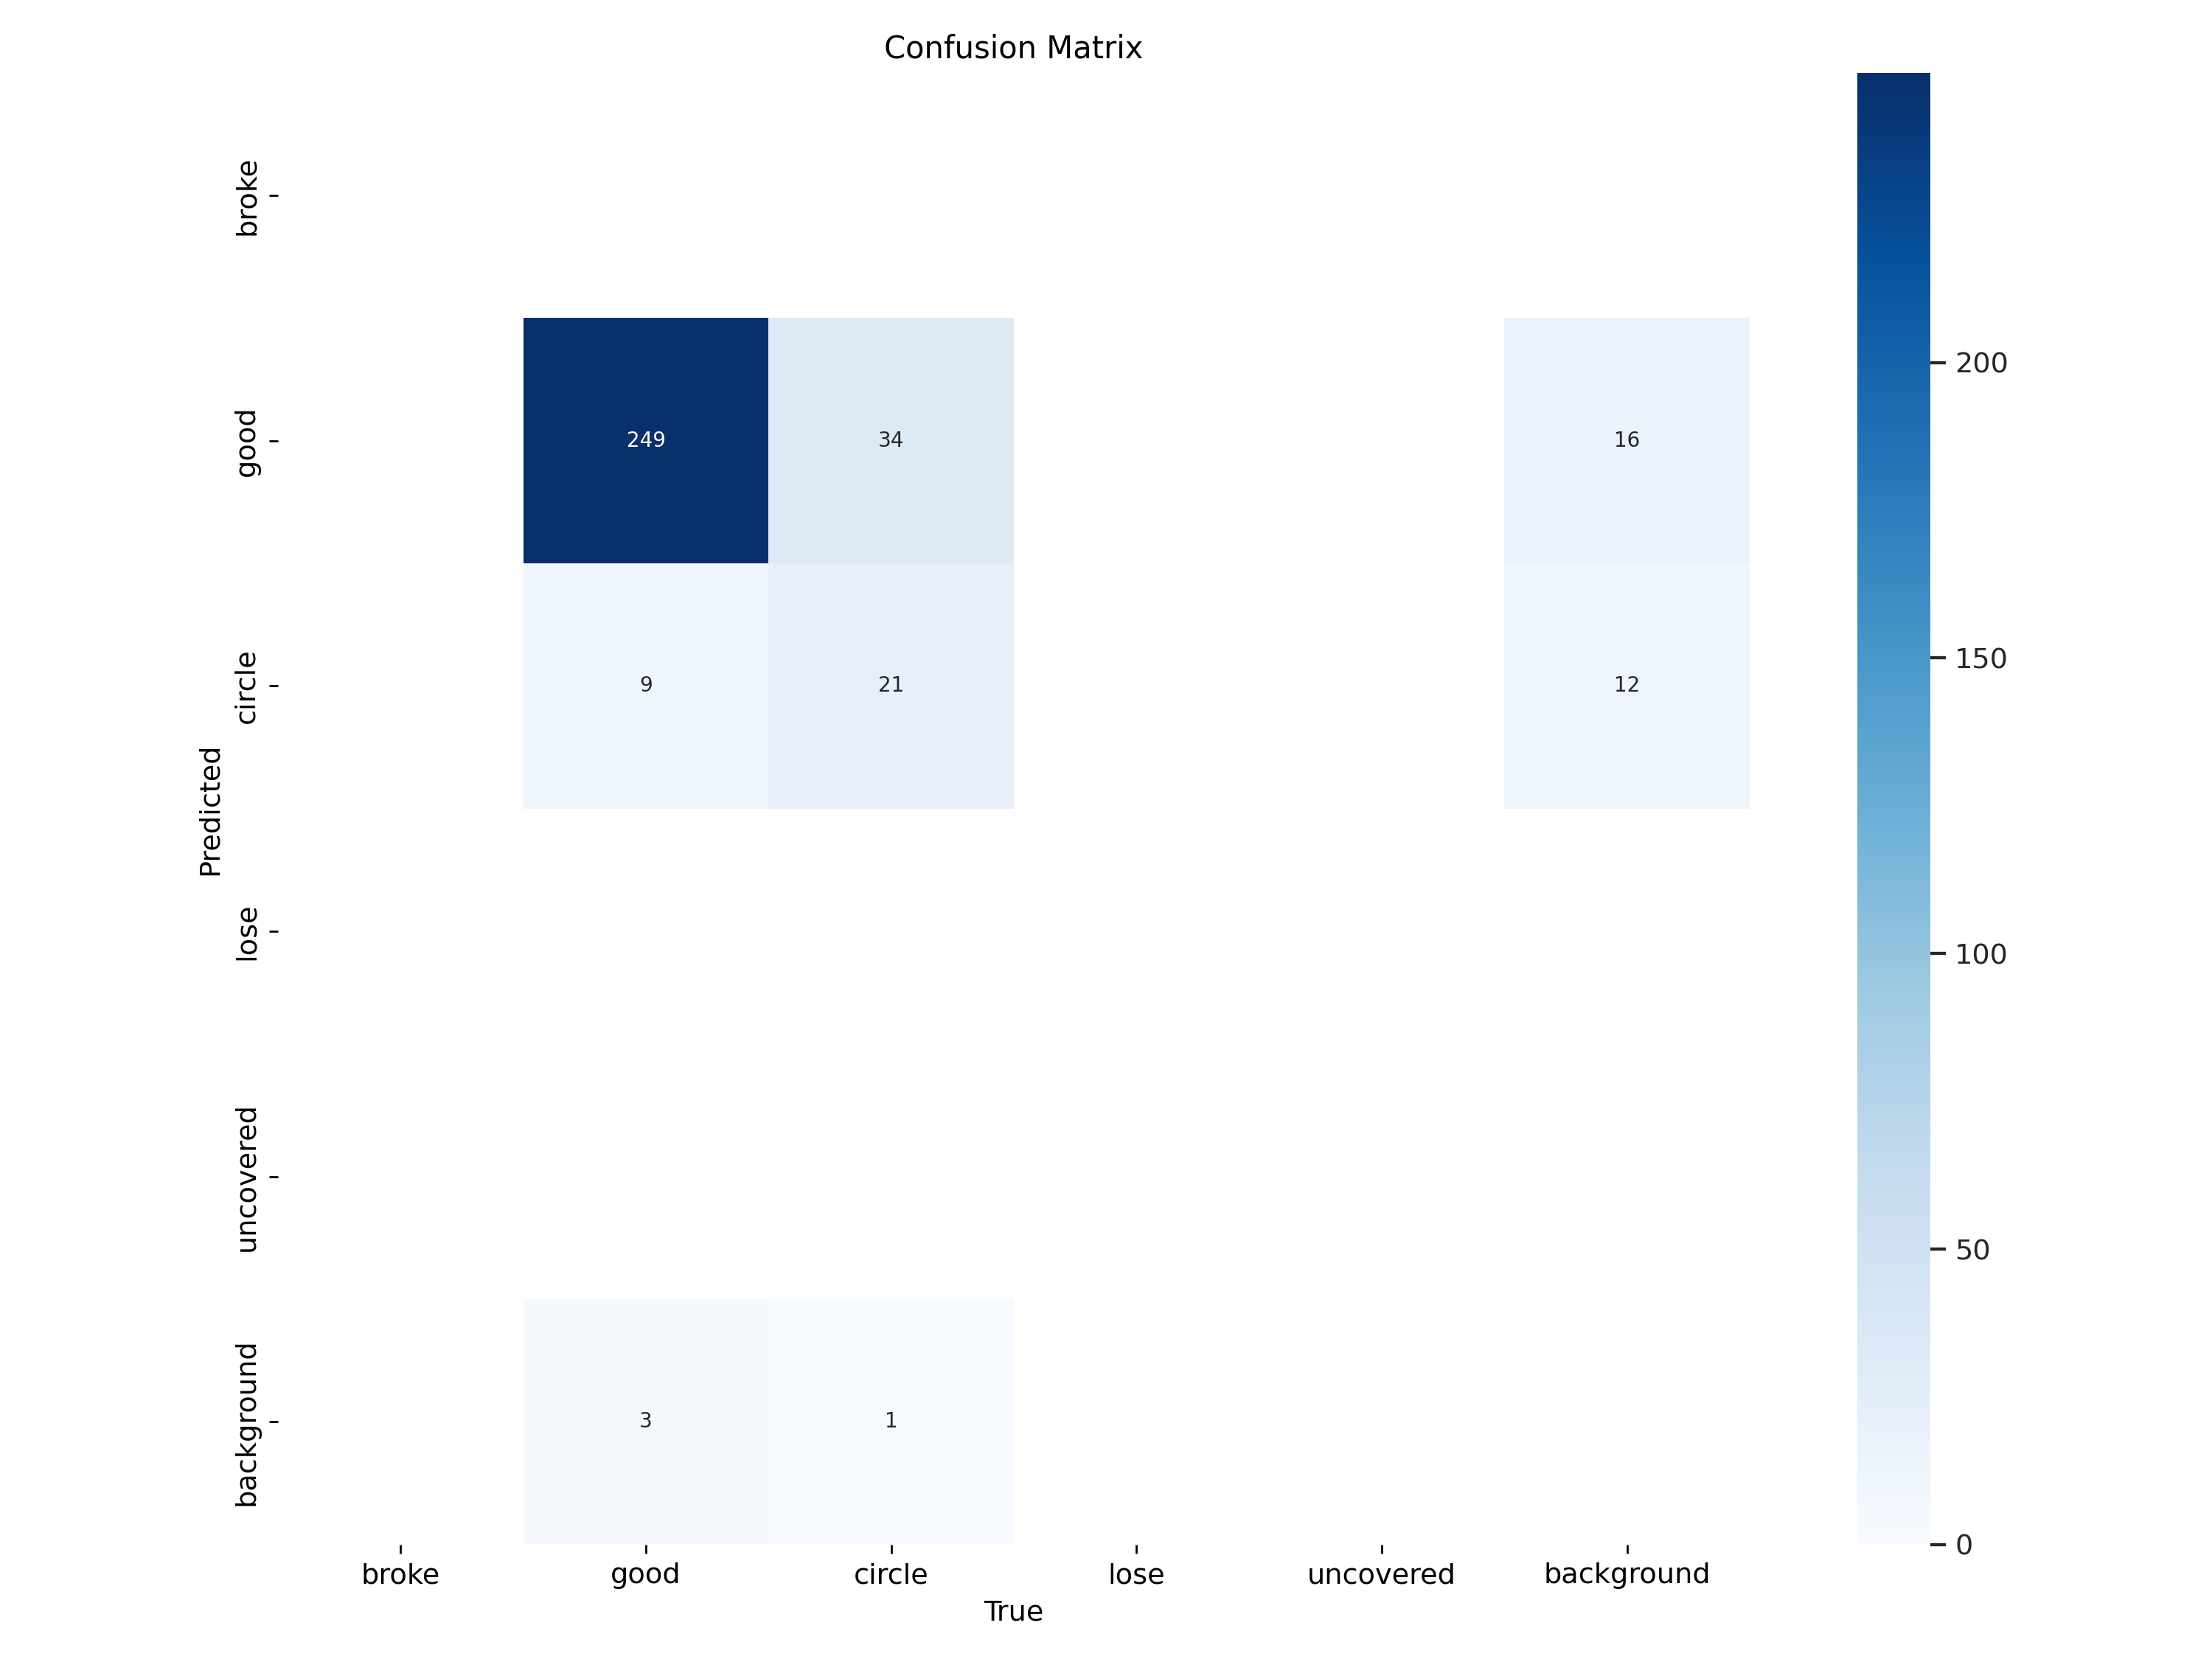 Confusion Matrix
broke
good
249
34
16
circle
9
21
12
Predicted
lose
uncovered
background
3
1
broke
good
circle
lose
uncovered
background
True
200
150
100
50
0